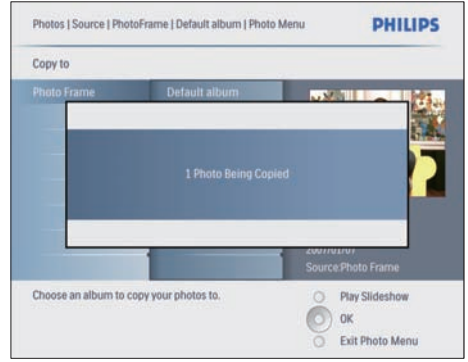 Photos | Source | PhotoFrame | Default album | Photo Menu
PHILIPS
Copy to
Photo Frame
Default album
1 Photo Being Copied
2007/01/07
Source:Photo Frame
Choose an album to copy your photos to.
Play Slideshow
OK
Exit Photo Menu